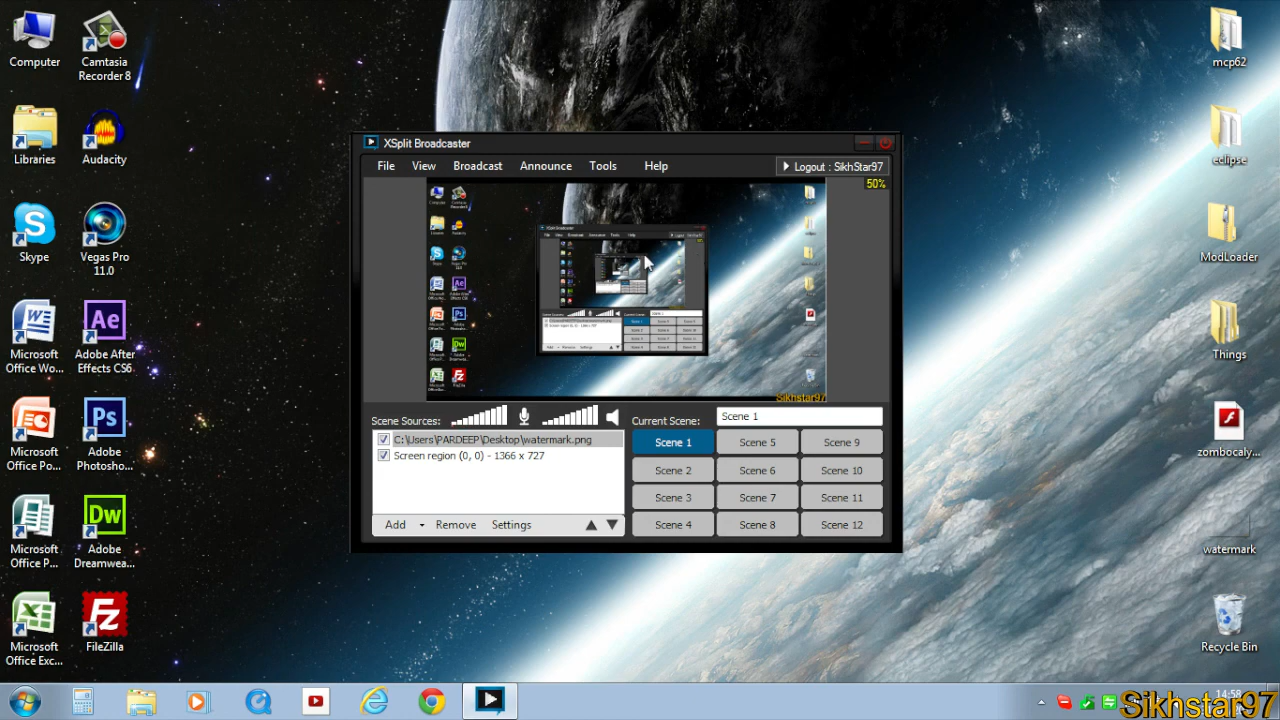 Computer
Camtasia
Recorder 8
Libraries
Audacity
Skype
Vegas Pro
11.0
Microsoft
Office Wo...
Adobe After
Effects CS6
Microsoft
Office Po...
Adobe
Photosho...
Microsoft
Office P...
Adobe
Dreamwea...
Microsoft
Office Exc...
FileZilla
XSplit Broadcaster
File
View
Broadcast
Announce
Tools
Help
Logout : SikhStar97
50%
Sikhstar97
Scene Sources:
C:\Users\PARDEEP\Desktop\watermark.png
Screen region (0, 0) - 1366 x 727
Add
Remove
Settings
Current Scene:
Scene 1
Scene 1
Scene 5
Scene 9
Scene 2
Scene 6
Scene 10
Scene 3
Scene 7
Scene 11
Scene 4
Scene 8
Scene 12
mcp62
eclipse
ModLoader
Things
zombocaly...
watermark
Recycle Bin
14:58
Sikhstar97